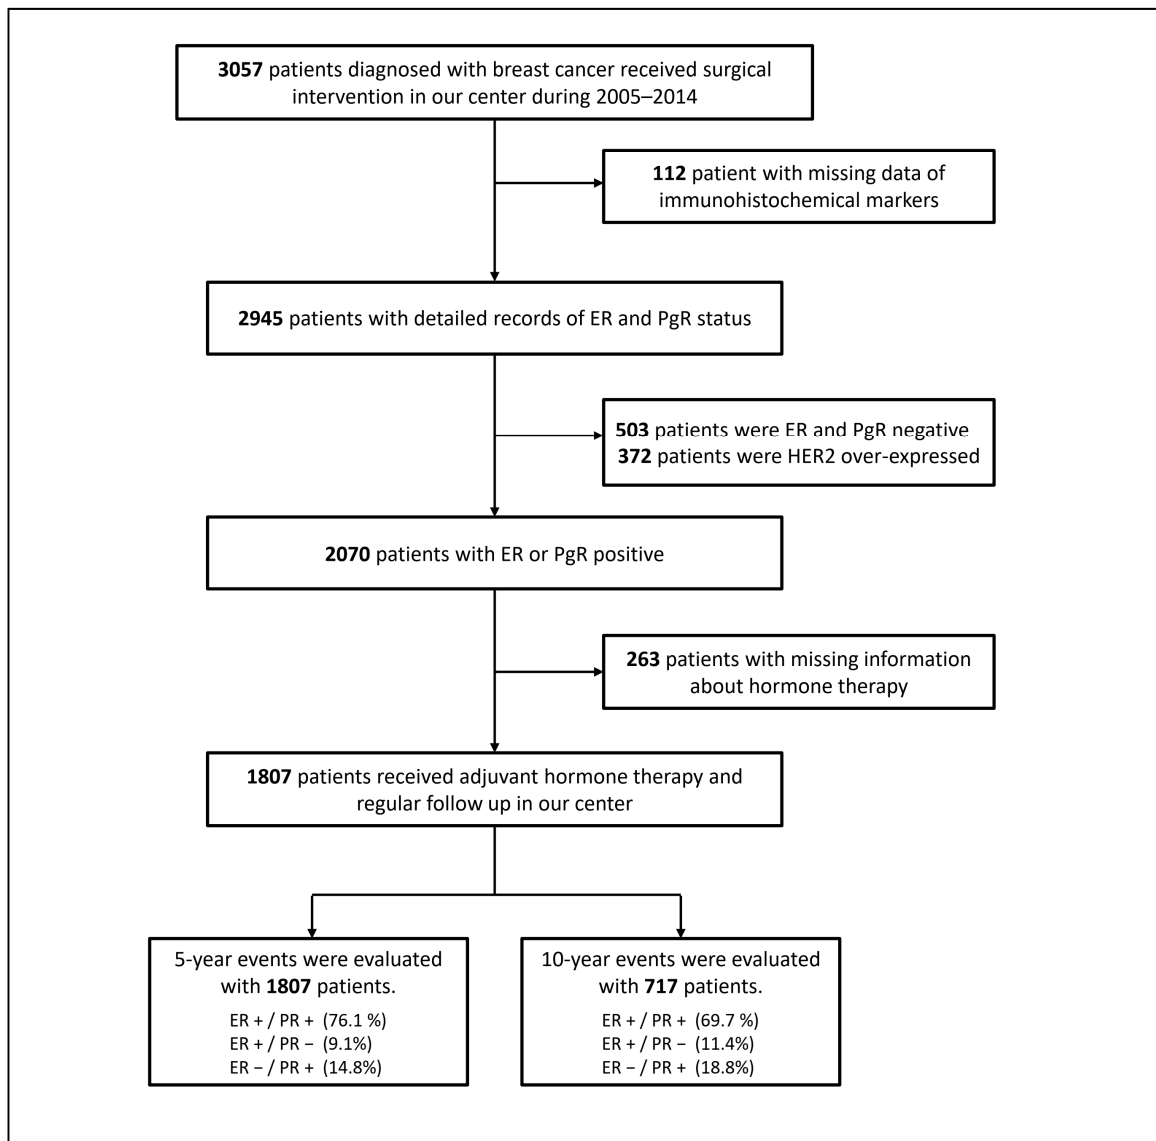 3057 patients diagnosed with breast cancer received surgical
intervention in our center during 2005–2014
112 patient with missing data of
immunohistochemical markers
2945 patients with detailed records of ER and PgR status
503 patients were ER and PgR negative
372 patients were HER2 over-expressed
2070 patients with ER or PgR positive
263 patients with missing information
about hormone therapy
1807 patients received adjuvant hormone therapy and
regular follow up in our center
5-year events were evaluated
with 1807 patients.
ER + / PR + (76.1 %)
ER + / PR − (9.1%)
ER − / PR + (14.8%)
10-year events were evaluated
with 717 patients.
ER + / PR + (69.7 %)
ER + / PR − (11.4%)
ER − / PR + (18.8%)